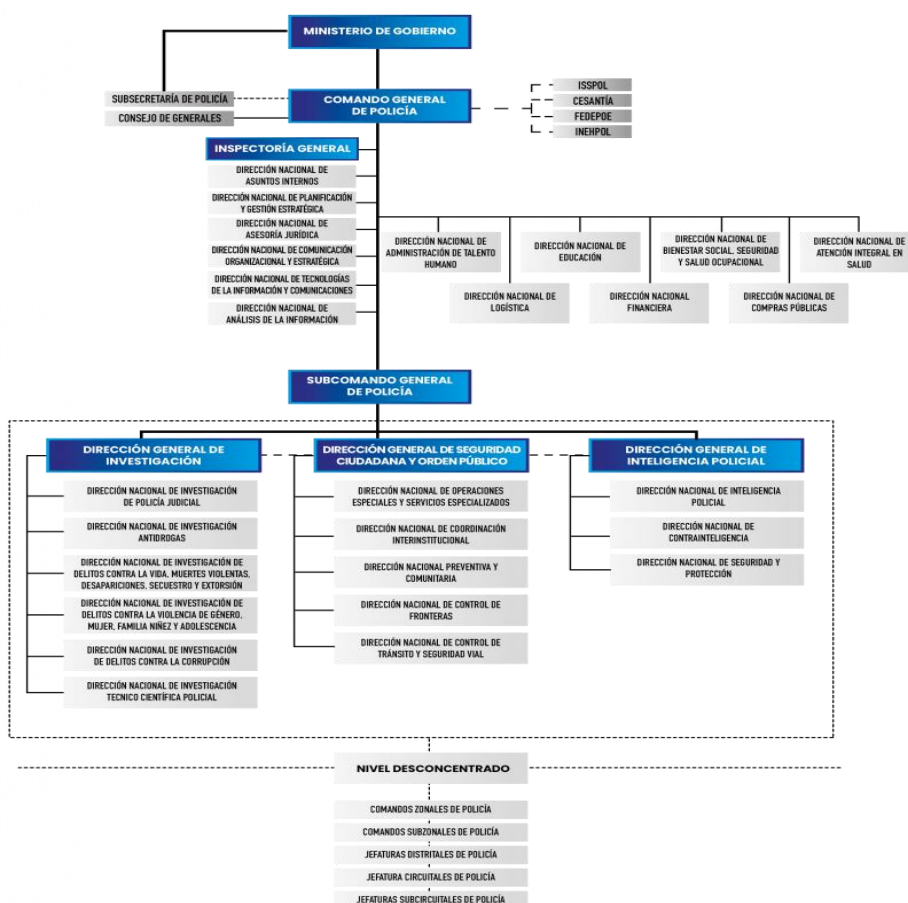 MINISTERIO DE GOBIERNO
SUBSECRETARÍA DE POLICÍA
CONSEJO DE GENERALES
COMANDO GENERAL
DE POLICÍA
ISSPOL
CESANTÍA
FEDEPOE
INEHPOL
INSPECTORÍA GENERAL
DIRECCIÓN NACIONAL DE
ASUNTOS INTERNOS
DIRECCIÓN NACIONAL DE PLANIFICACIÓN
Y GESTIÓN ESTRATÉGICA
DIRECCIÓN NACIONAL DE
ASESORÍA JURÍDICA
DIRECCIÓN NACIONAL DE COMUNICACIÓN
ORGANIZACIONAL Y ESTRATÉGICA
DIRECCIÓN NACIONAL DE TECNOLOGÍAS
DE LA INFORMACIÓN Y COMUNICACIONES
DIRECCIÓN NACIONAL DE
ANÁLISIS DE LA INFORMACIÓN
DIRECCIÓN NACIONAL DE
ADMINISTRACIÓN DE TALENTO
HUMANO
DIRECCIÓN NACIONAL DE
EDUCACIÓN
DIRECCIÓN NACIONAL DE
BIENESTAR SOCIAL, SEGURIDAD
Y SALUD OCUPACIONAL
DIRECCIÓN NACIONAL DE
ATENCIÓN INTEGRAL EN
SALUD
DIRECCIÓN NACIONAL DE
LOGÍSTICA
DIRECCIÓN NACIONAL
FINANCIERA
DIRECCIÓN NACIONAL DE
COMPRAS PÚBLICAS
SUBCOMANDO GENERAL
DE POLICÍA
DIRECCIÓN GENERAL DE
INVESTIGACIÓN
DIRECCIÓN NACIONAL DE INVESTIGACIÓN
DE POLICÍA JUDICIAL
DIRECCIÓN NACIONAL DE INVESTIGACIÓN
ANTIDROGAS
DIRECCIÓN NACIONAL DE INVESTIGACIÓN DE
DELITOS CONTRA LA VIDA, MUERTES VIOLENTAS,
DESAPARICIONES, SECUESTRO Y EXTORSIÓN
DIRECCIÓN NACIONAL DE INVESTIGACIÓN DE
DELITOS CONTRA LA VIOLENCIA DE GÉNERO,
MUJER, FAMILIA NIÑEZ Y ADOLESCENCIA
DIRECCIÓN NACIONAL DE INVESTIGACIÓN
DE DELITOS CONTRA LA CORRUPCIÓN
DIRECCIÓN NACIONAL DE INVESTIGACIÓN
TECNICO CIENTÍFICA POLICIAL
DIRECCIÓN GENERAL DE SEGURIDAD
CIUDADANA Y ORDEN PÚBLICO
DIRECCIÓN NACIONAL DE OPERACIONES
ESPECIALES Y SERVICIOS ESPECIALIZADOS
DIRECCIÓN NACIONAL DE COORDINACIÓN
INTERINSTITUCIONAL
DIRECCIÓN NACIONAL PREVENTIVA Y
COMUNITARIA
DIRECCIÓN NACIONAL DE CONTROL DE
FRONTERAS
DIRECCIÓN NACIONAL DE CONTROL DE
TRÁNSITO Y SEGURIDAD VIAL
DIRECCIÓN GENERAL DE
INTELIGENCIA POLICIAL
DIRECCIÓN NACIONAL DE INTELIGENCIA
POLICIAL
DIRECCIÓN NACIONAL DE
CONTRAINTELIGENCIA
DIRECCIÓN NACIONAL DE SEGURIDAD Y
PROTECCIÓN
NIVEL DESCONCENTRADO
COMANDOS ZONALES DE POLICÍA
COMANDOS SUBZONALES DE POLICÍA
JEFATURAS DISTRITALES DE POLICÍA
JEFATURA CIRCUITALES DE POLICÍA
JEFATURAS SUBCIRCUITALES DE POLICÍA